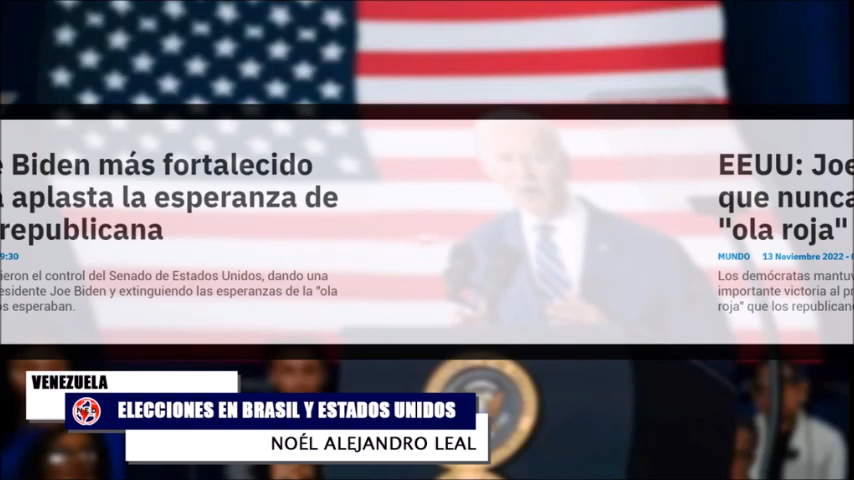 e Biden más fortalecido
a aplasta la esperanza de
republicana
9:30
ieron el control del Senado de Estados Unidos, dando una
esidente Joe Biden y extinguiendo las esperanzas de la "ola
os esperaban.
EEUU: Joe
que nunca
"ola roja"
MUNDO 13 Noviembre 2022 -
Los demócratas mantuv
importante victoria al pr
roja" que los republican
VENEZUELA
ELECCIONES EN BRASIL Y ESTADOS UNIDOS
NOÉL ALEJANDRO LEAL